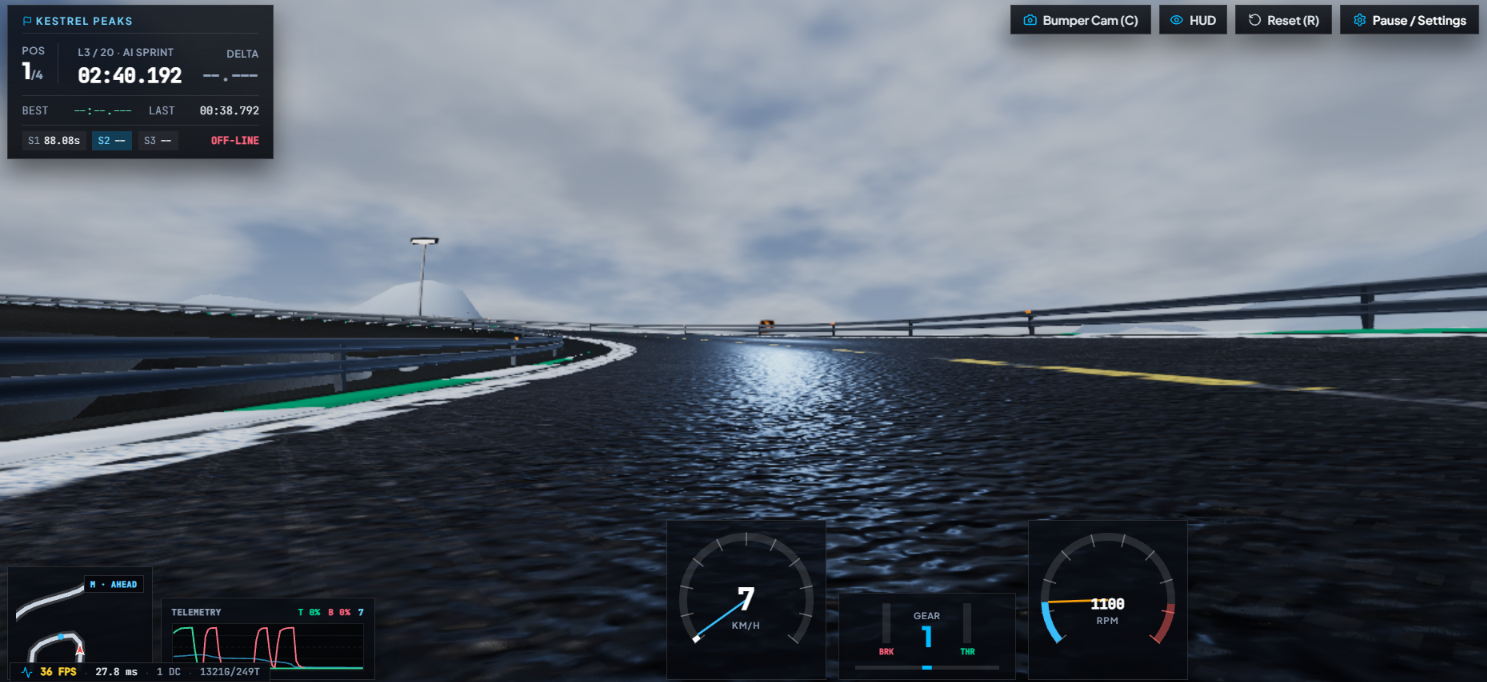 KESTREL PEAKS
POS
1/4
L3 / 20 · AI SPRINT
02:40.192
DELTA
--.---
BEST --:--.--- LAST 00:38.792
S1 88.08s S2 -- S3 -- OFF-LINE
Bumper Cam (C)
HUD
Reset (R)
Pause / Settings
M · AHEAD
TELEMETRY T 0% B 0% 7
36 FPS · 27.8 ms · 1 DC · 1321G/249T
7
KM/H
GEAR
1
BRK THR
1100
RPM